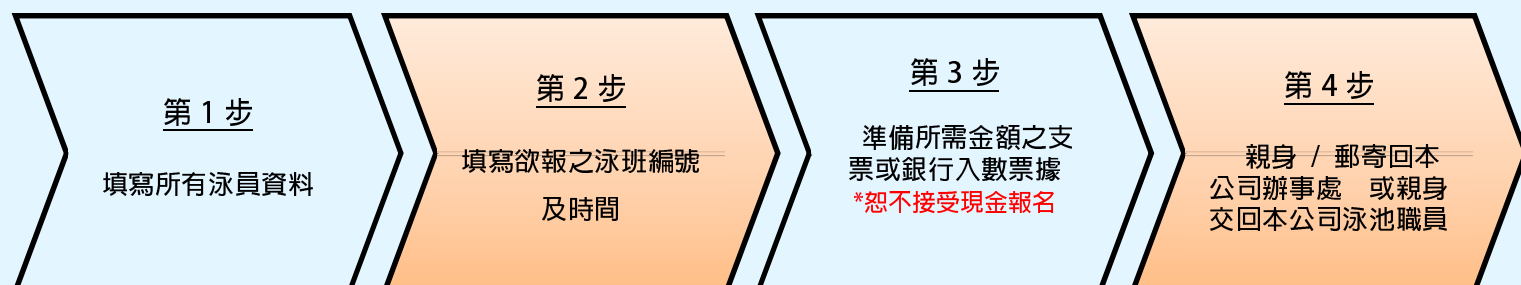 第 1 步
填寫所有泳員資料
第 2 步
填寫欲報之泳班編號
及時間
第 3 步
準備所需金額之支
票或銀行入數票據
*恕不接受現金報名
第 4 步
親身 / 郵寄回本
公司辦事處　或親身
交回本公司泳池職員